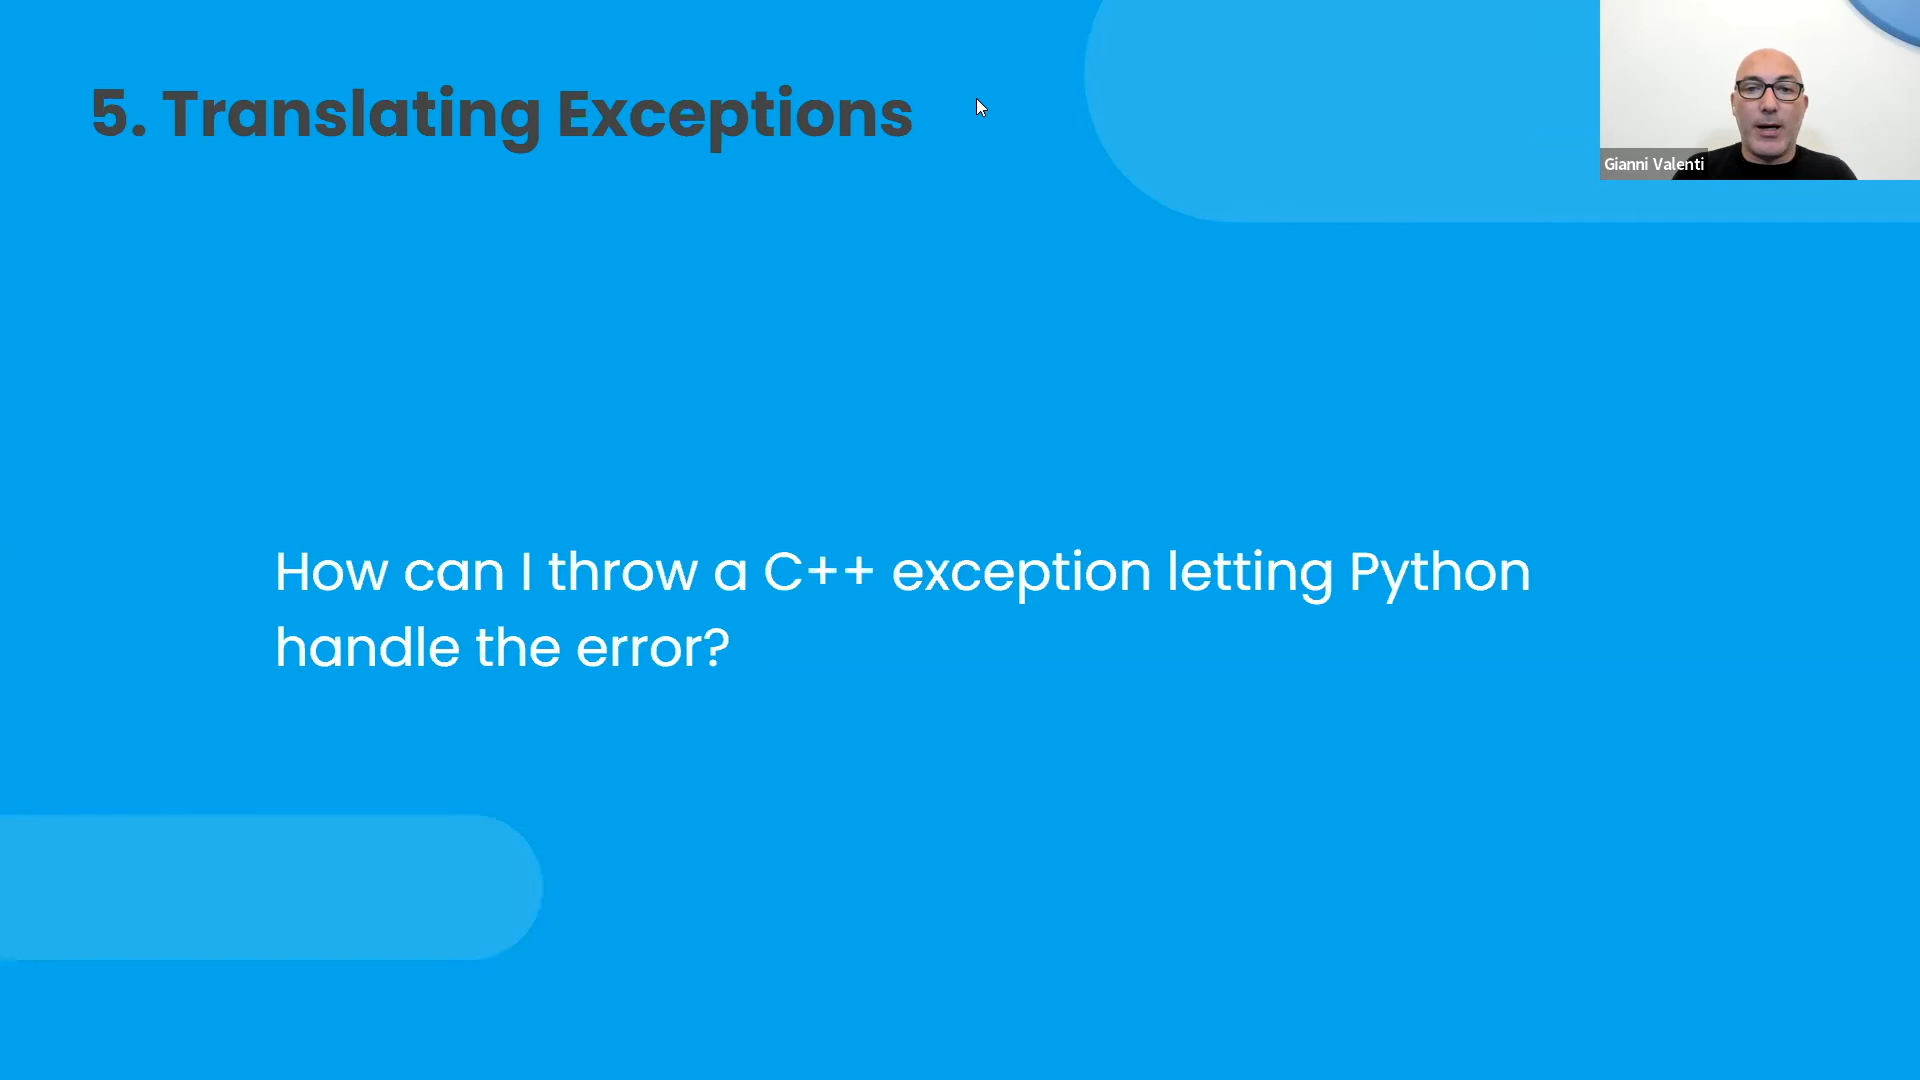 5. Translating Exceptions
Gianni Valenti
How can I throw a C++ exception letting Python
handle the error?